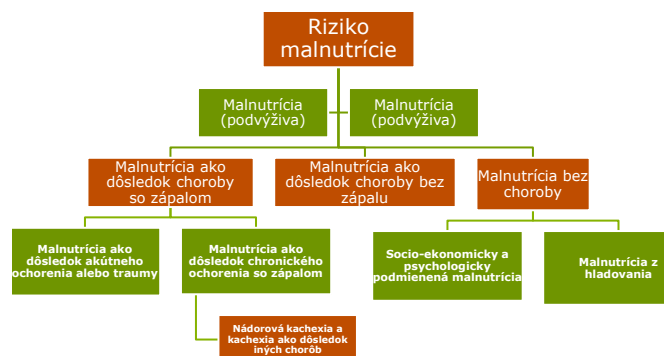 Riziko
malnutrície
Malnutrícia
(podvýživa)
Malnutrícia
(podvýživa)
Malnutrícia ako
dôsledok choroby
so zápalom
Malnutrícia ako
dôsledok choroby bez
zápalu
Malnutrícia bez
choroby
Malnutrícia ako
dôsledok akútneho
ochorenia alebo traumy
Malnutrícia ako
dôsledok chronického
ochorenia so zápalom
Socio-ekonomicky a
psychologicky
podmienená malnutrícia
Malnutrícia z
hladovania
Nádorová kachexia a
kachexia ako dôsledok
iných chorôb